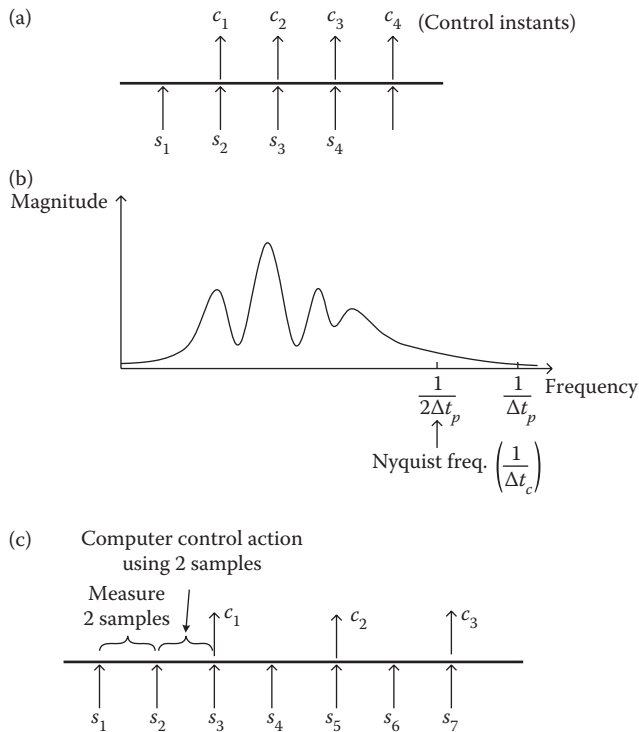 (a)
c₁ c₂ c₃ c₄ (Control instants)
s₁ s₂ s₃ s₄
(b)
Magnitude
1/2Δtₚ 1/Δtₚ Frequency
Nyquist freq. (1/Δt_c)
(c)
Computer control action
using 2 samples
Measure
2 samples
c₁ c₂ c₃
s₁ s₂ s₃ s₄ s₅ s₆ s₇